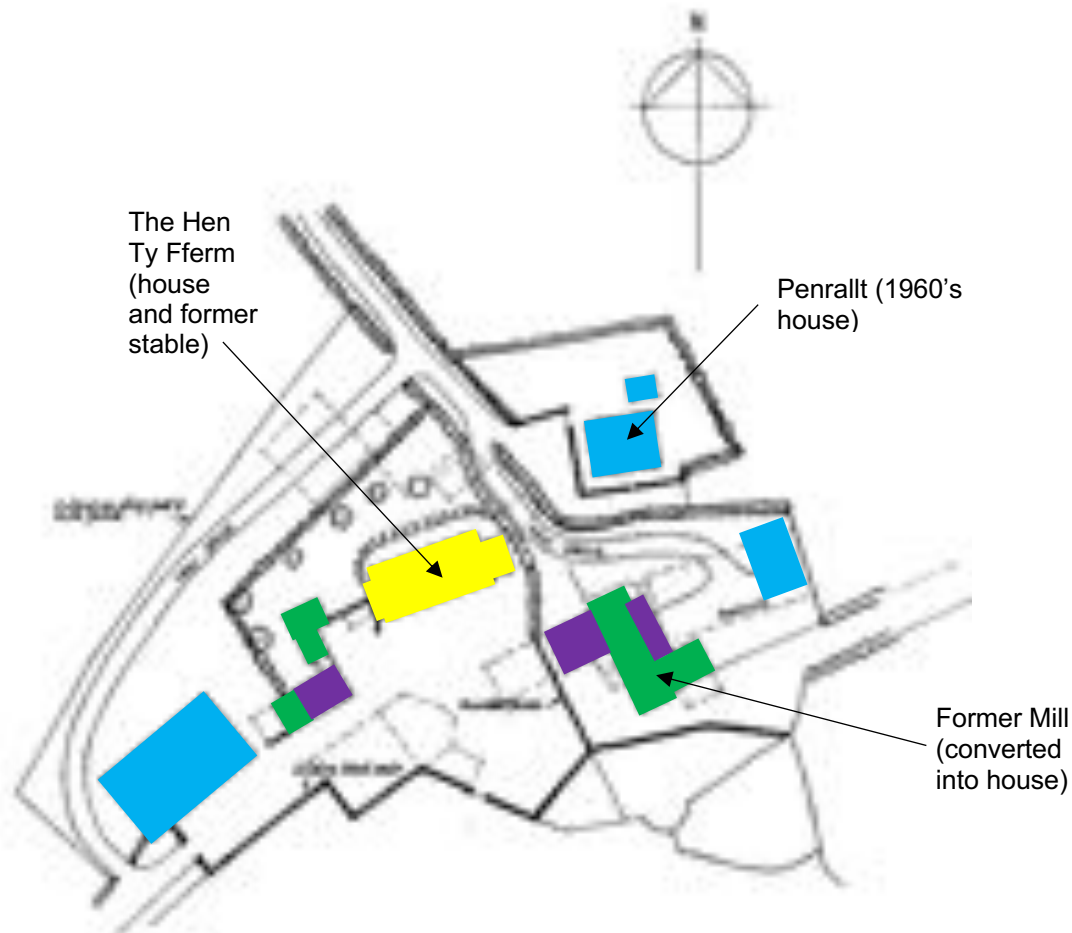 N
The Hen
Ty Fferm
(house
and former
stable)
Penrallt (1960's
house)
Former Mill
(converted
into house)